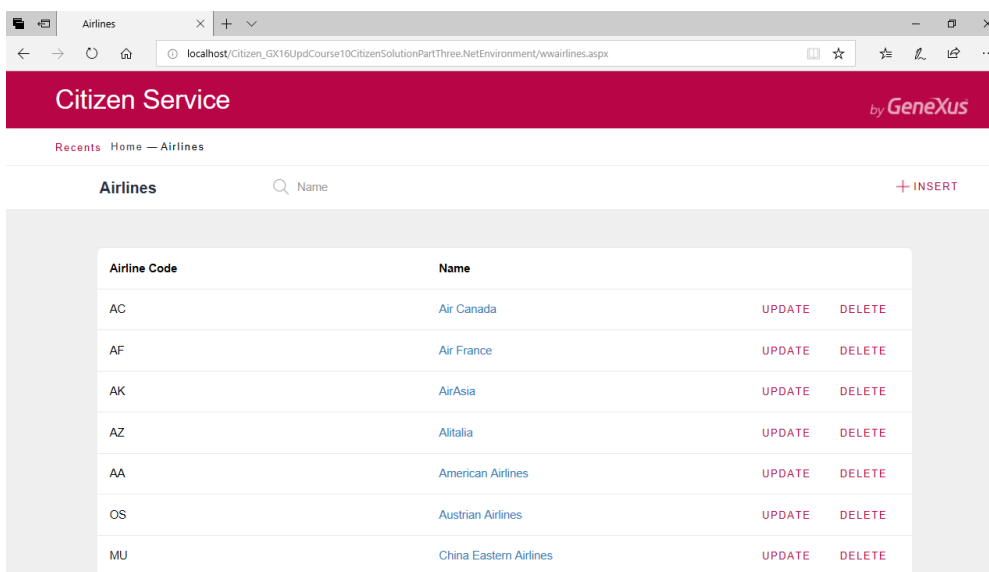 Airlines
localhost/Citizen_GX16UpdCourse10CitizenSolutionPartThree.NetEnvironment/wwairlines.aspx
Citizen Service
by GeneXus
Recents Home — Airlines
Airlines Name INSERT
Airline Code Name
AC Air Canada UPDATE DELETE
AF Air France UPDATE DELETE
AK AirAsia UPDATE DELETE
AZ Alitalia UPDATE DELETE
AA American Airlines UPDATE DELETE
OS Austrian Airlines UPDATE DELETE
MU China Eastern Airlines UPDATE DELETE